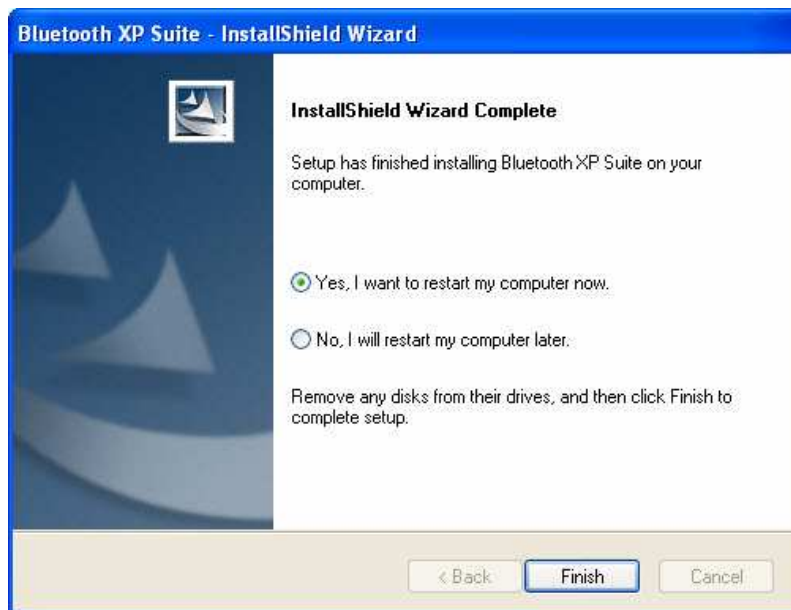 Bluetooth XP Suite - InstallShield Wizard
InstallShield Wizard Complete
Setup has finished installing Bluetooth XP Suite on your
computer.
Yes, I want to restart my computer now.
No, I will restart my computer later.
Remove any disks from their drives, and then click Finish to
complete setup.
< Back
Finish
Cancel